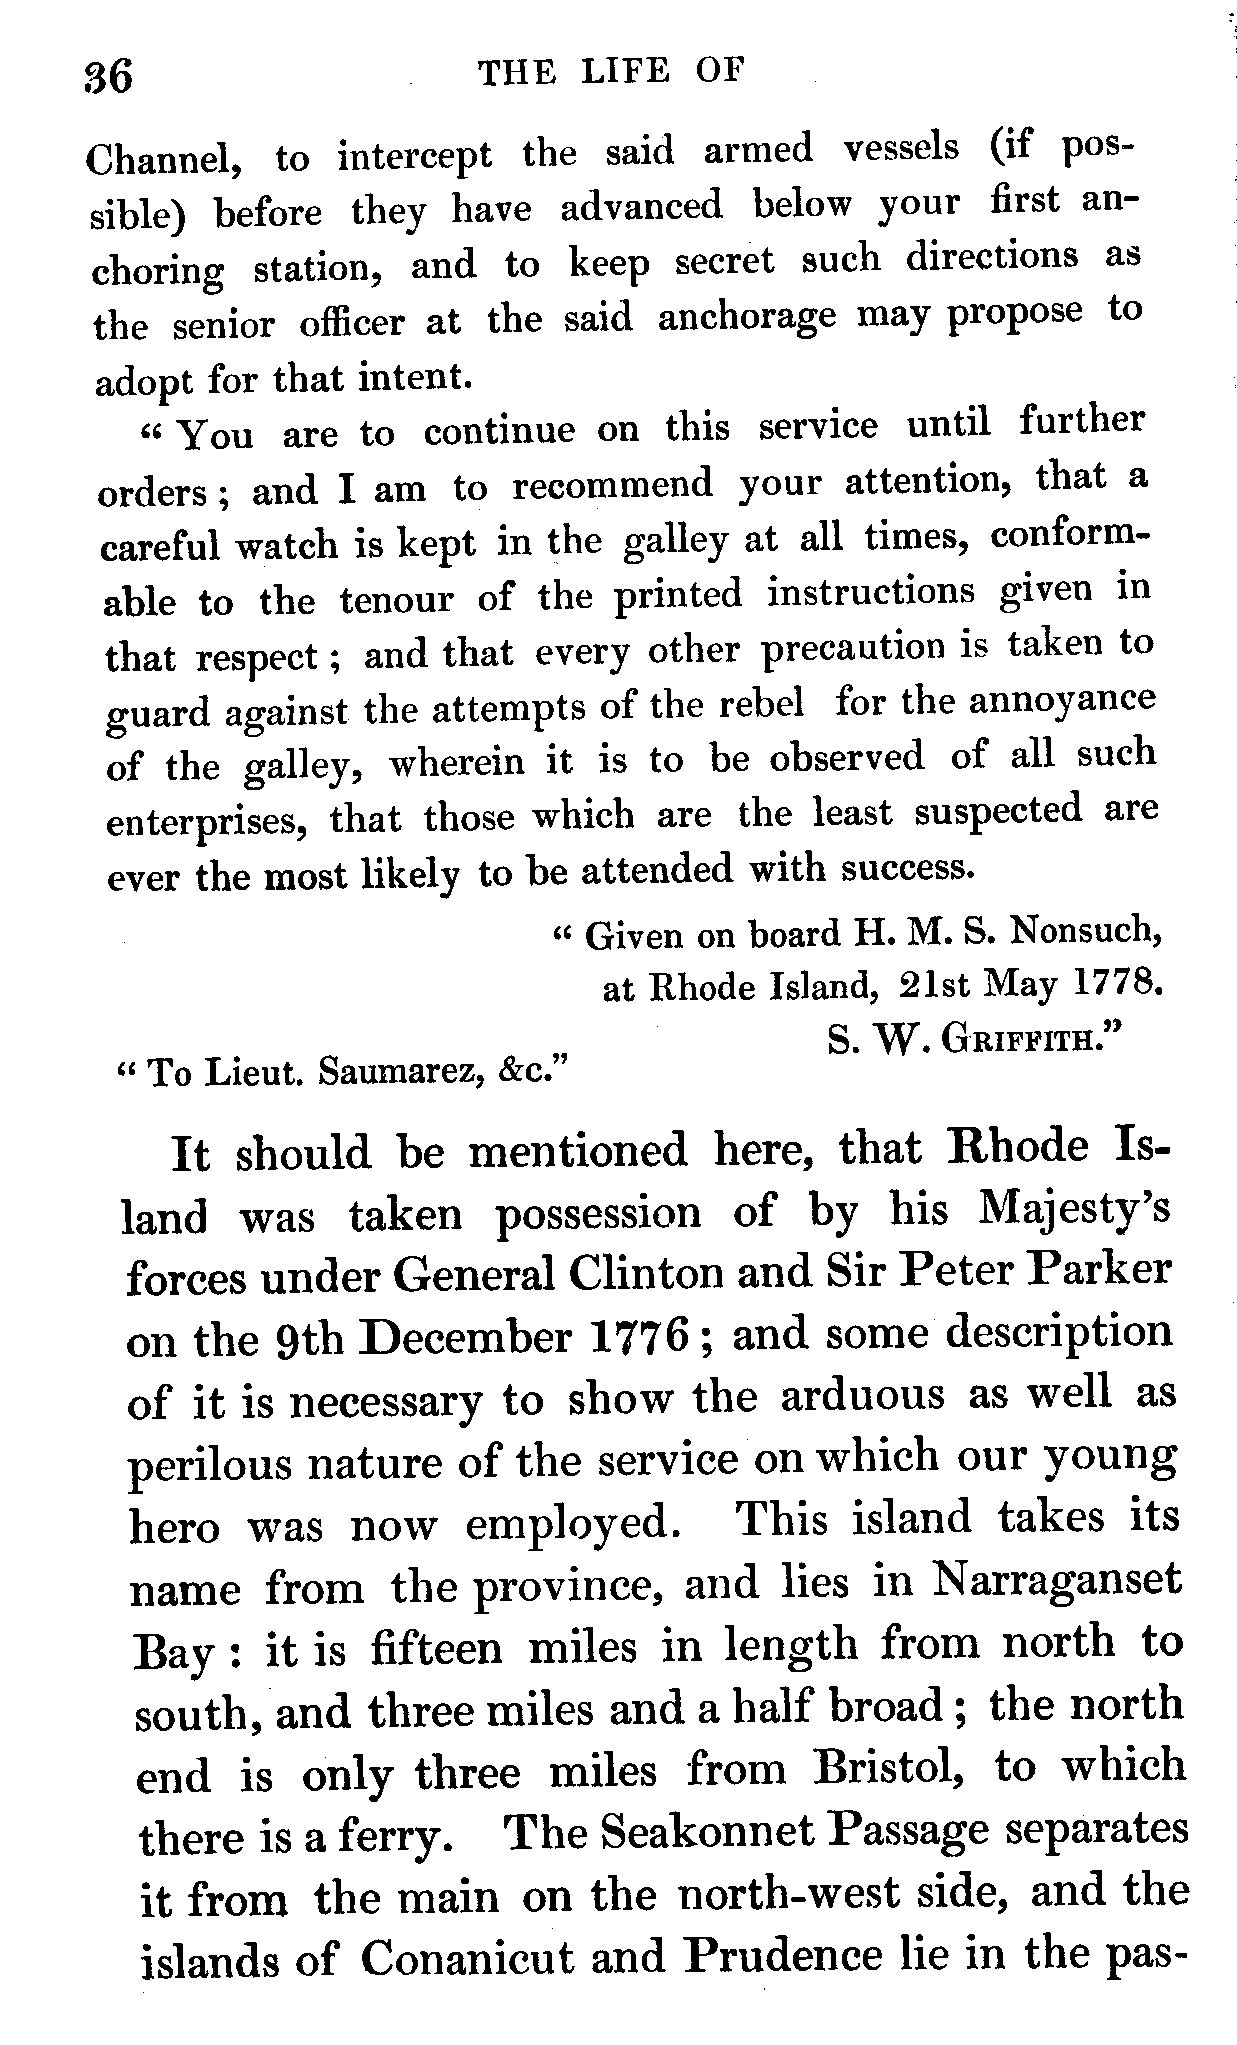 36 THE LIFE OF
Channel, to intercept the said armed vessels (if pos-
sible) before they have advanced below your first an-
choring station, and to keep secret such directions as
the senior officer at the said anchorage may propose to
adopt for that intent.
“ You are to continue on this service until further
orders ; and I am to recommend your attention, that a
careful watch is kept in the galley at all times, conform-
able to the tenour of the printed instructions given in
that respect ; and that every other precaution is taken to
guard against the attempts of the rebel for the annoyance
of the galley, wherein it is to be observed of all such
enterprises, that those which are the least suspected are
ever the most likely to be attended with success.
“ Given on board H. M. S. Nonsuch,
at Rhode Island, 21st May 1778.
S. W. GRIFFITH.”
“ To Lieut. Saumarez, &c.”
It should be mentioned here, that Rhode Is-
land was taken possession of by his Majesty’s
forces under General Clinton and Sir Peter Parker
on the 9th December 1776 ; and some description
of it is necessary to show the arduous as well as
perilous nature of the service on which our young
hero was now employed. This island takes its
name from the province, and lies in Narraganset
Bay : it is fifteen miles in length from north to
south, and three miles and a half broad ; the north
end is only three miles from Bristol, to which
there is a ferry. The Seakonnet Passage separates
it from the main on the north-west side, and the
islands of Conanicut and Prudence lie in the pas-